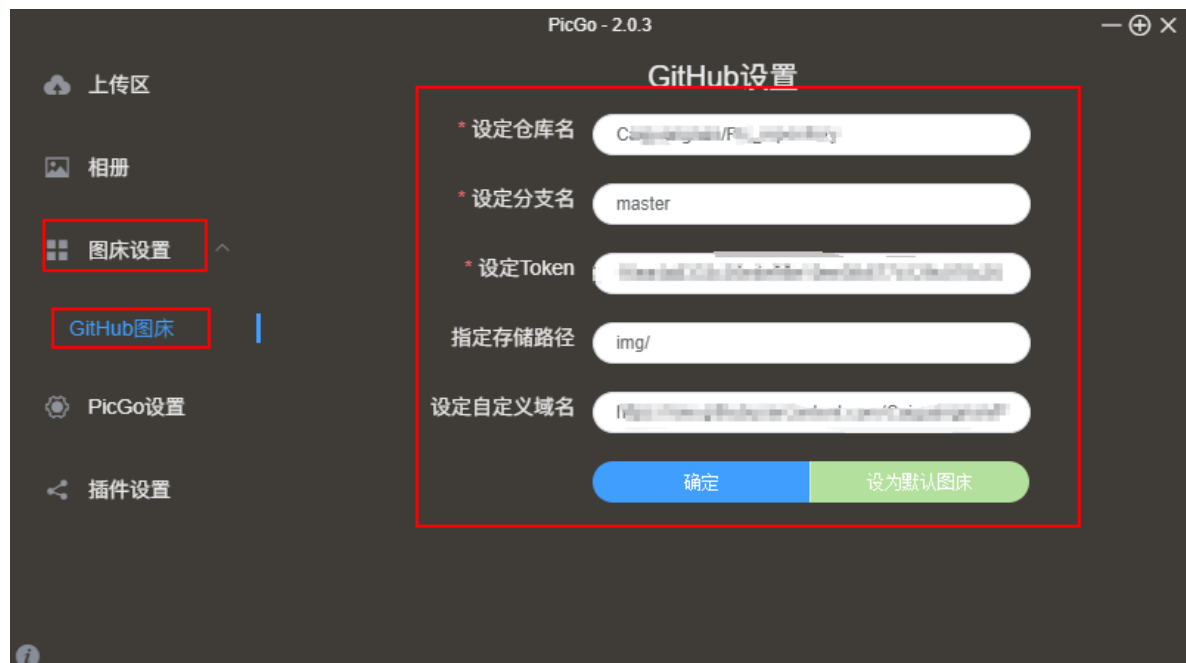 PicGo - 2.0.3
上传区
相册
图床设置
GitHub图床
PicGo设置
插件设置
GitHub设置
* 设定仓库名
* 设定分支名
master
* 设定Token
指定存储路径
img/
设定自定义域名
确定
设为默认图床